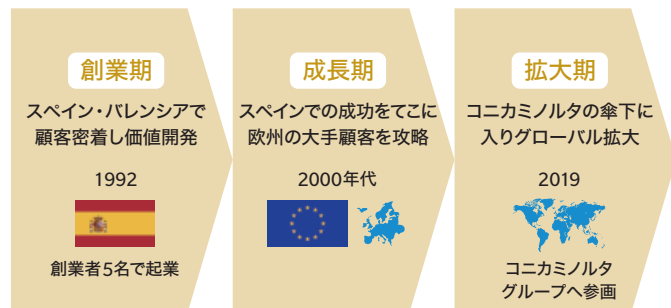 創業期
スペイン・バレンシアで
顧客密着し価値開発
1992
創業者5名で起業
成長期
スペインでの成功をてこに
欧州の大手顧客を攻略
2000年代
拡大期
コニカミノルタの傘下に
入りグローバル拡大
2019
コニカミノルタ
グループへ参画